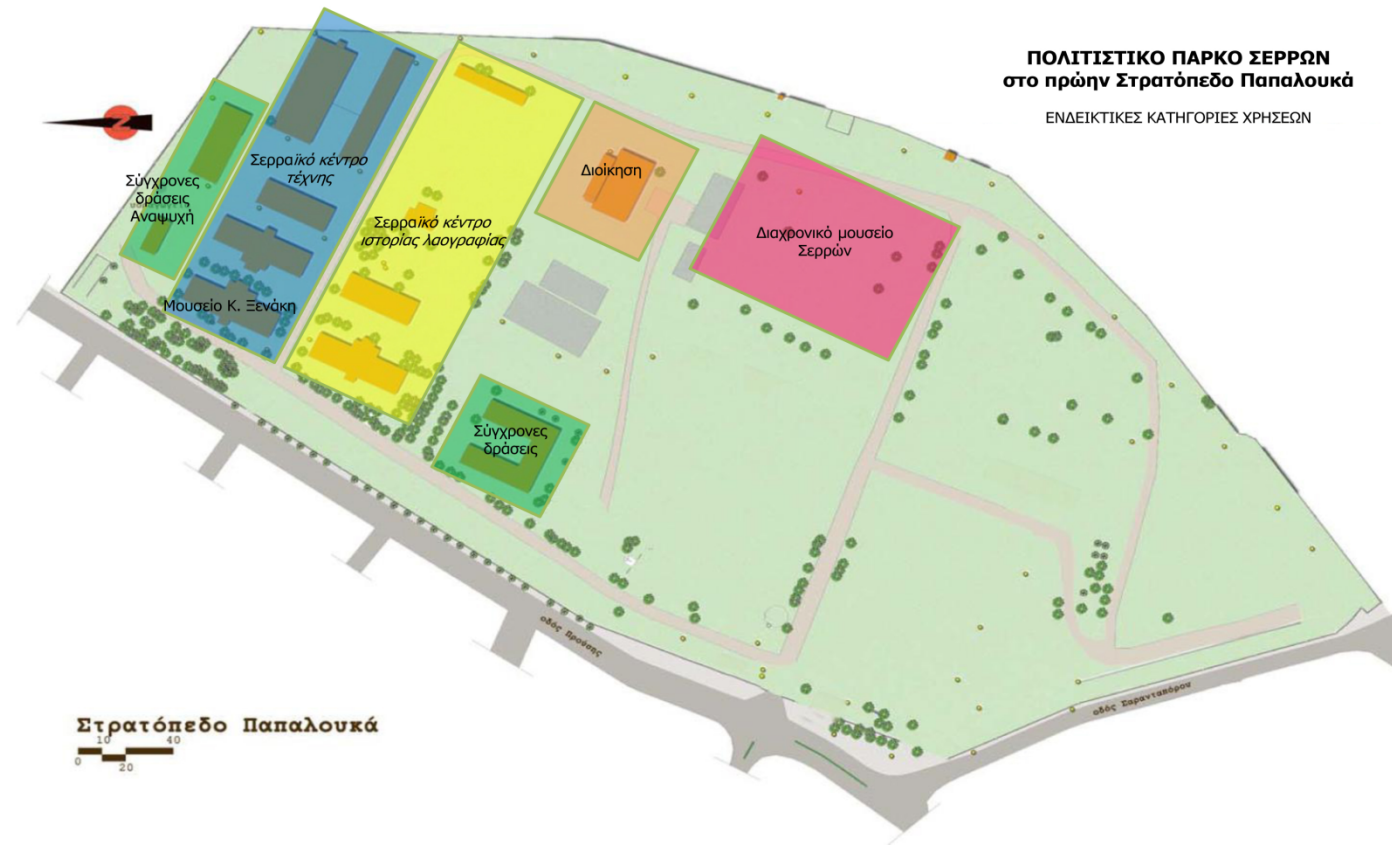 ΠΟΛΙΤΙΣΤΙΚΟ ΠΑΡΚΟ ΣΕΡΡΩΝ
στο πρώην Στρατόπεδο Παπαλουκά
ΕΝΔΕΙΚΤΙΚΕΣ ΚΑΤΗΓΟΡΙΕΣ ΧΡΗΣΕΩΝ
Σερραϊκό κέντρο
τέχνης
Σύγχρονες
δράσεις
Αναψυχή
Διοίκηση
Σερραϊκό κέντρο
ιστορίας λαογραφίας
Διαχρονικό μουσείο
Σερρών
Μουσείο Κ. Ξενάκη
Σύγχρονες
δράσεις
οδός Προύσης
οδός Σαρανταπόρου
Στρατόπεδο Παπαλουκά
10 40
0 20